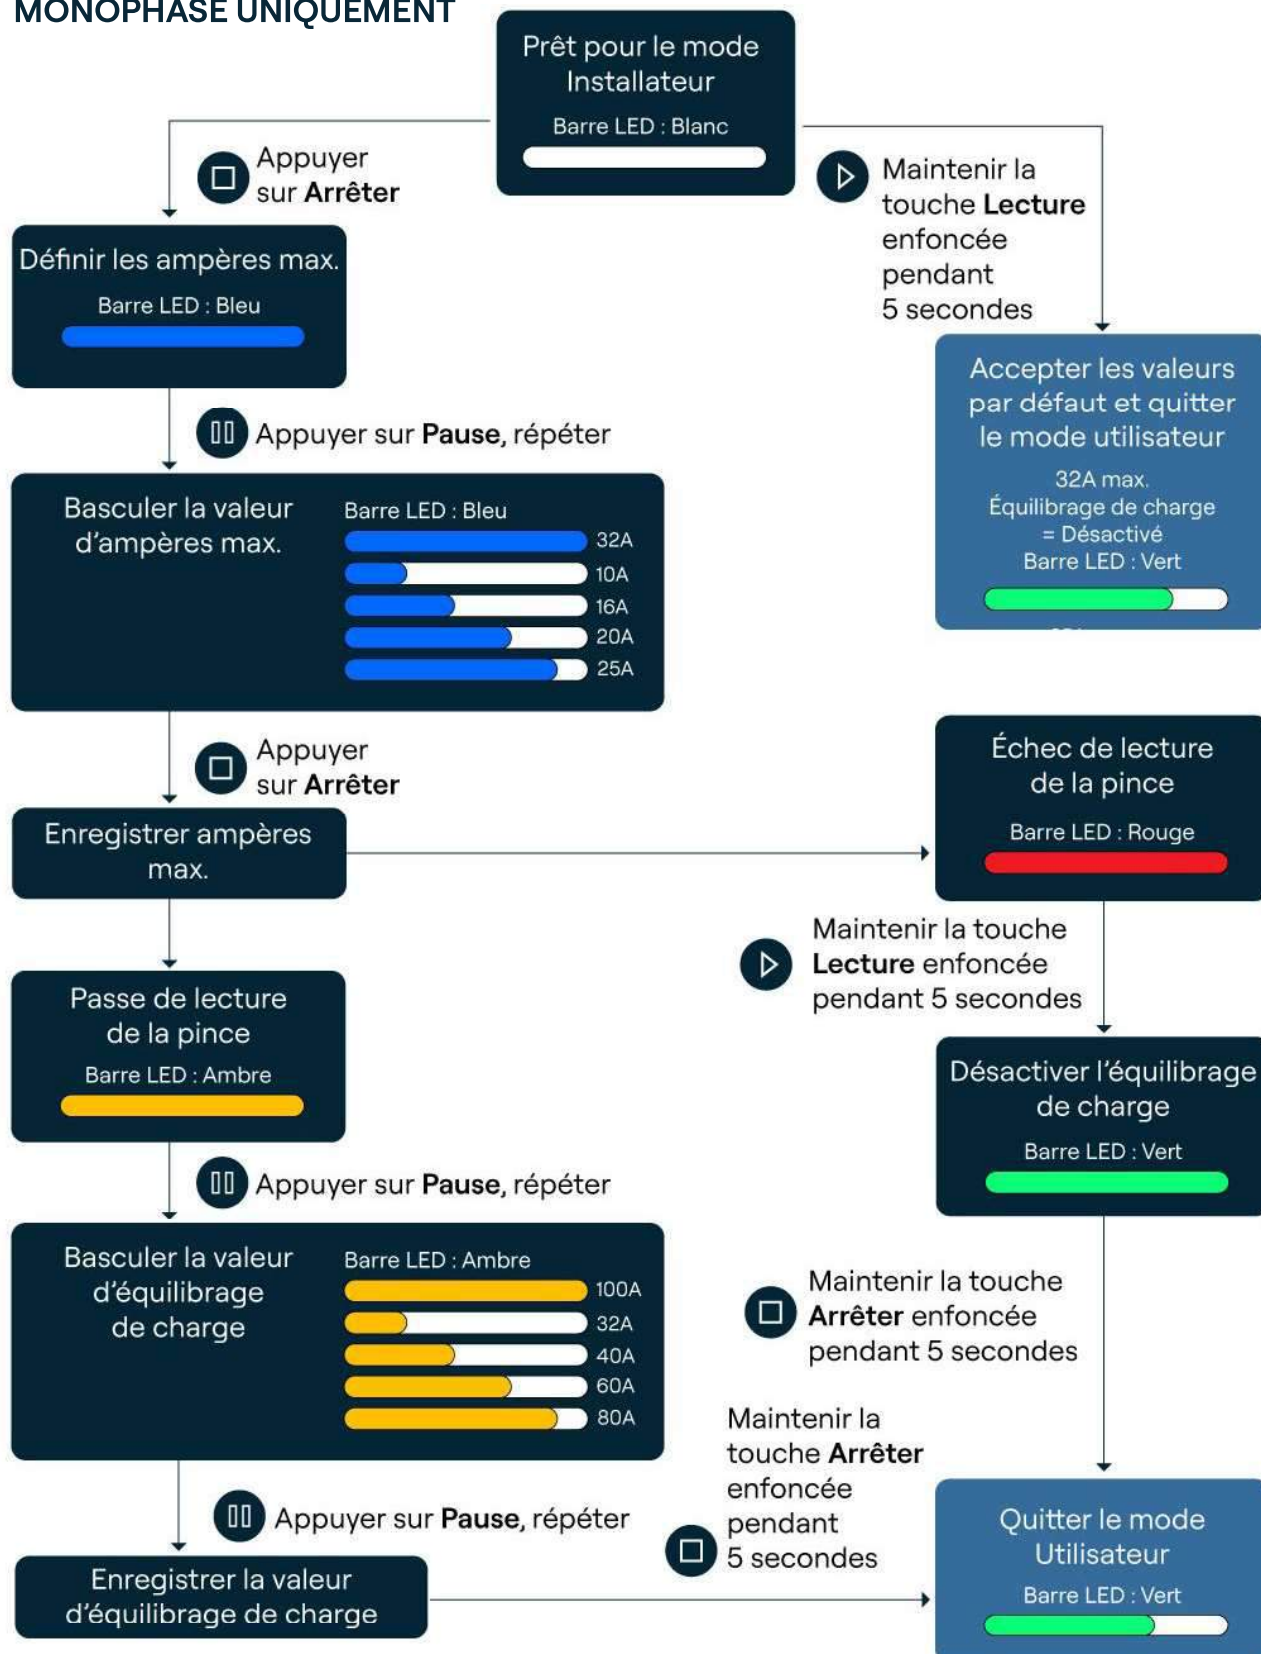 MONOPHASÉ UNIQUEMENT
Prêt pour le mode
Installateur
Barre LED : Blanc
Appuyer
sur Arrêter
Maintenir la
touche Lecture
enfoncée
pendant
5 secondes
Définir les ampères max.
Barre LED : Bleu
Accepter les valeurs
par défaut et quitter
le mode utilisateur
32A max.
Équilibrage de charge
= Désactivé
Barre LED : Vert
Appuyer sur Pause, répéter
Basculer la valeur
d'ampères max.
Barre LED : Bleu
32A
10A
16A
20A
25A
Appuyer
sur Arrêter
Enregistrer ampères
max.
Échec de lecture
de la pince
Barre LED : Rouge
Maintenir la touche
Lecture enfoncée
pendant 5 secondes
Passe de lecture
de la pince
Barre LED : Ambre
Désactiver l'équilibrage
de charge
Barre LED : Vert
Appuyer sur Pause, répéter
Basculer la valeur
d'équilibrage
de charge
Barre LED : Ambre
100A
32A
40A
60A
80A
Maintenir la touche
Arrêter enfoncée
pendant 5 secondes
Maintenir la
touche Arrêter
enfoncée
pendant
5 secondes
Appuyer sur Pause, répéter
Enregistrer la valeur
d'équilibrage de charge
Quitter le mode
Utilisateur
Barre LED : Vert